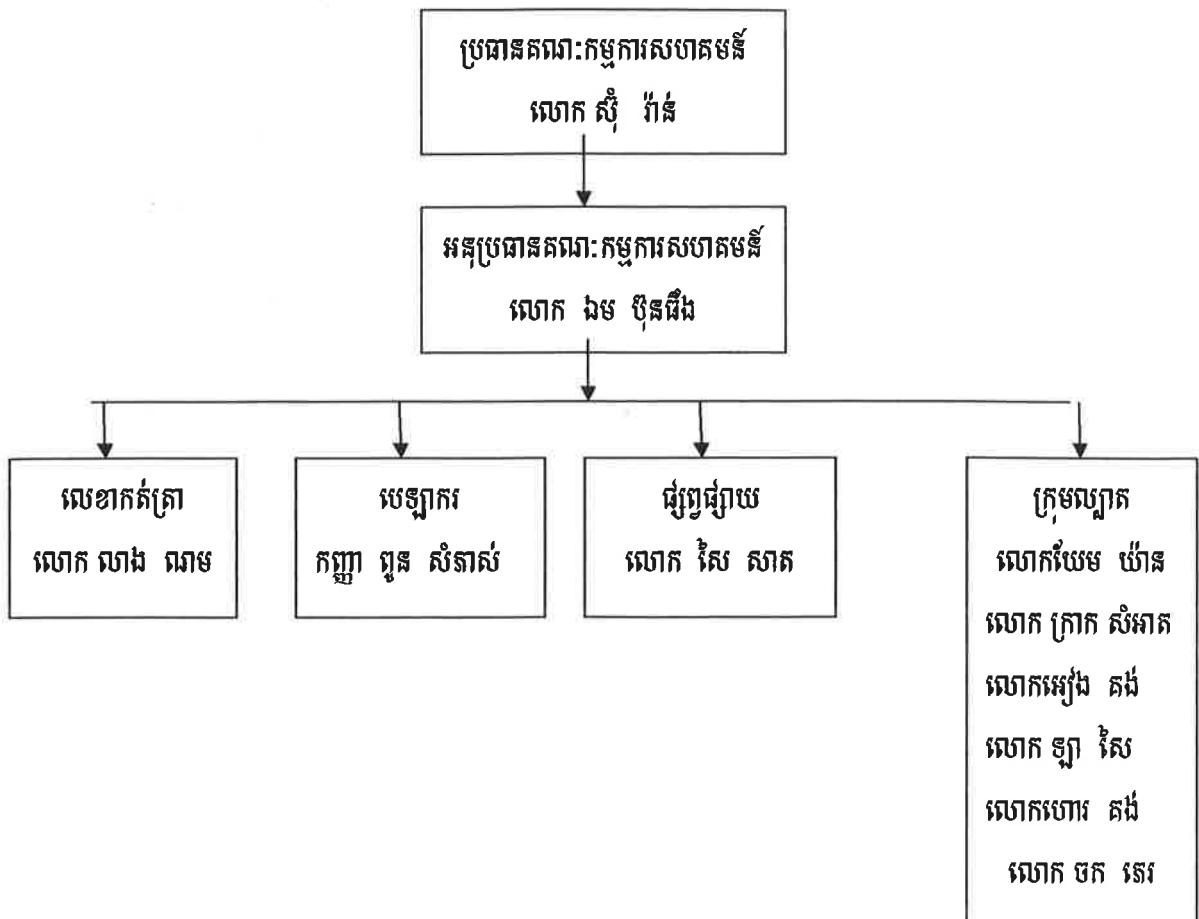 ប្រធានគណៈកម្មការសហគមន៍
លោក ស៊ុំ រ៉ាន់
អនុប្រធានគណៈកម្មការសហគមន៍
លោក ឯម ប៊ុនធឹង
លេខាកត់ត្រា
លោក លាង ណម
បេឡាករ
កញ្ញា ពួន សំភាស់
ផ្សព្វផ្សាយ
លោក សៃ សាត
ក្រុមល្បាត
លោកយែម យ៉ាន
លោក ក្រាក សំអាត
លោកអៀង គង់
លោក ឡា សៃ
លោកហោរ គង់
លោក ចក តេរ